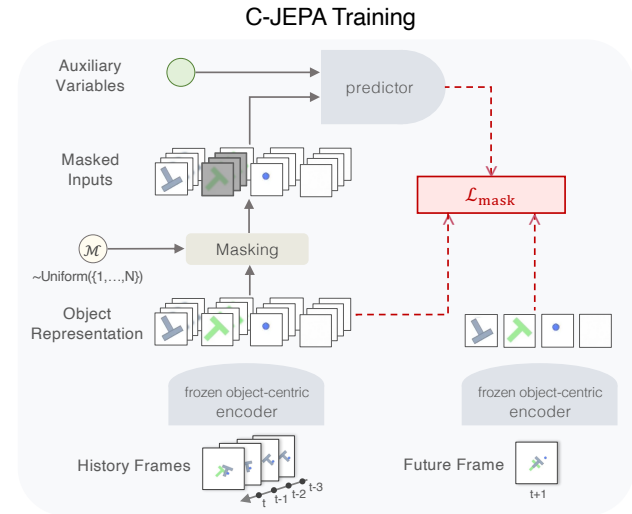 C-JEPA Training
Auxiliary
Variables
predictor
Masked
Inputs
ℒmask
ℳ
Masking
~Uniform({1,...,N})
Object
Representation
frozen object-centric
encoder
frozen object-centric
encoder
History Frames
t t-1 t-2 t-3
Future Frame
t+1